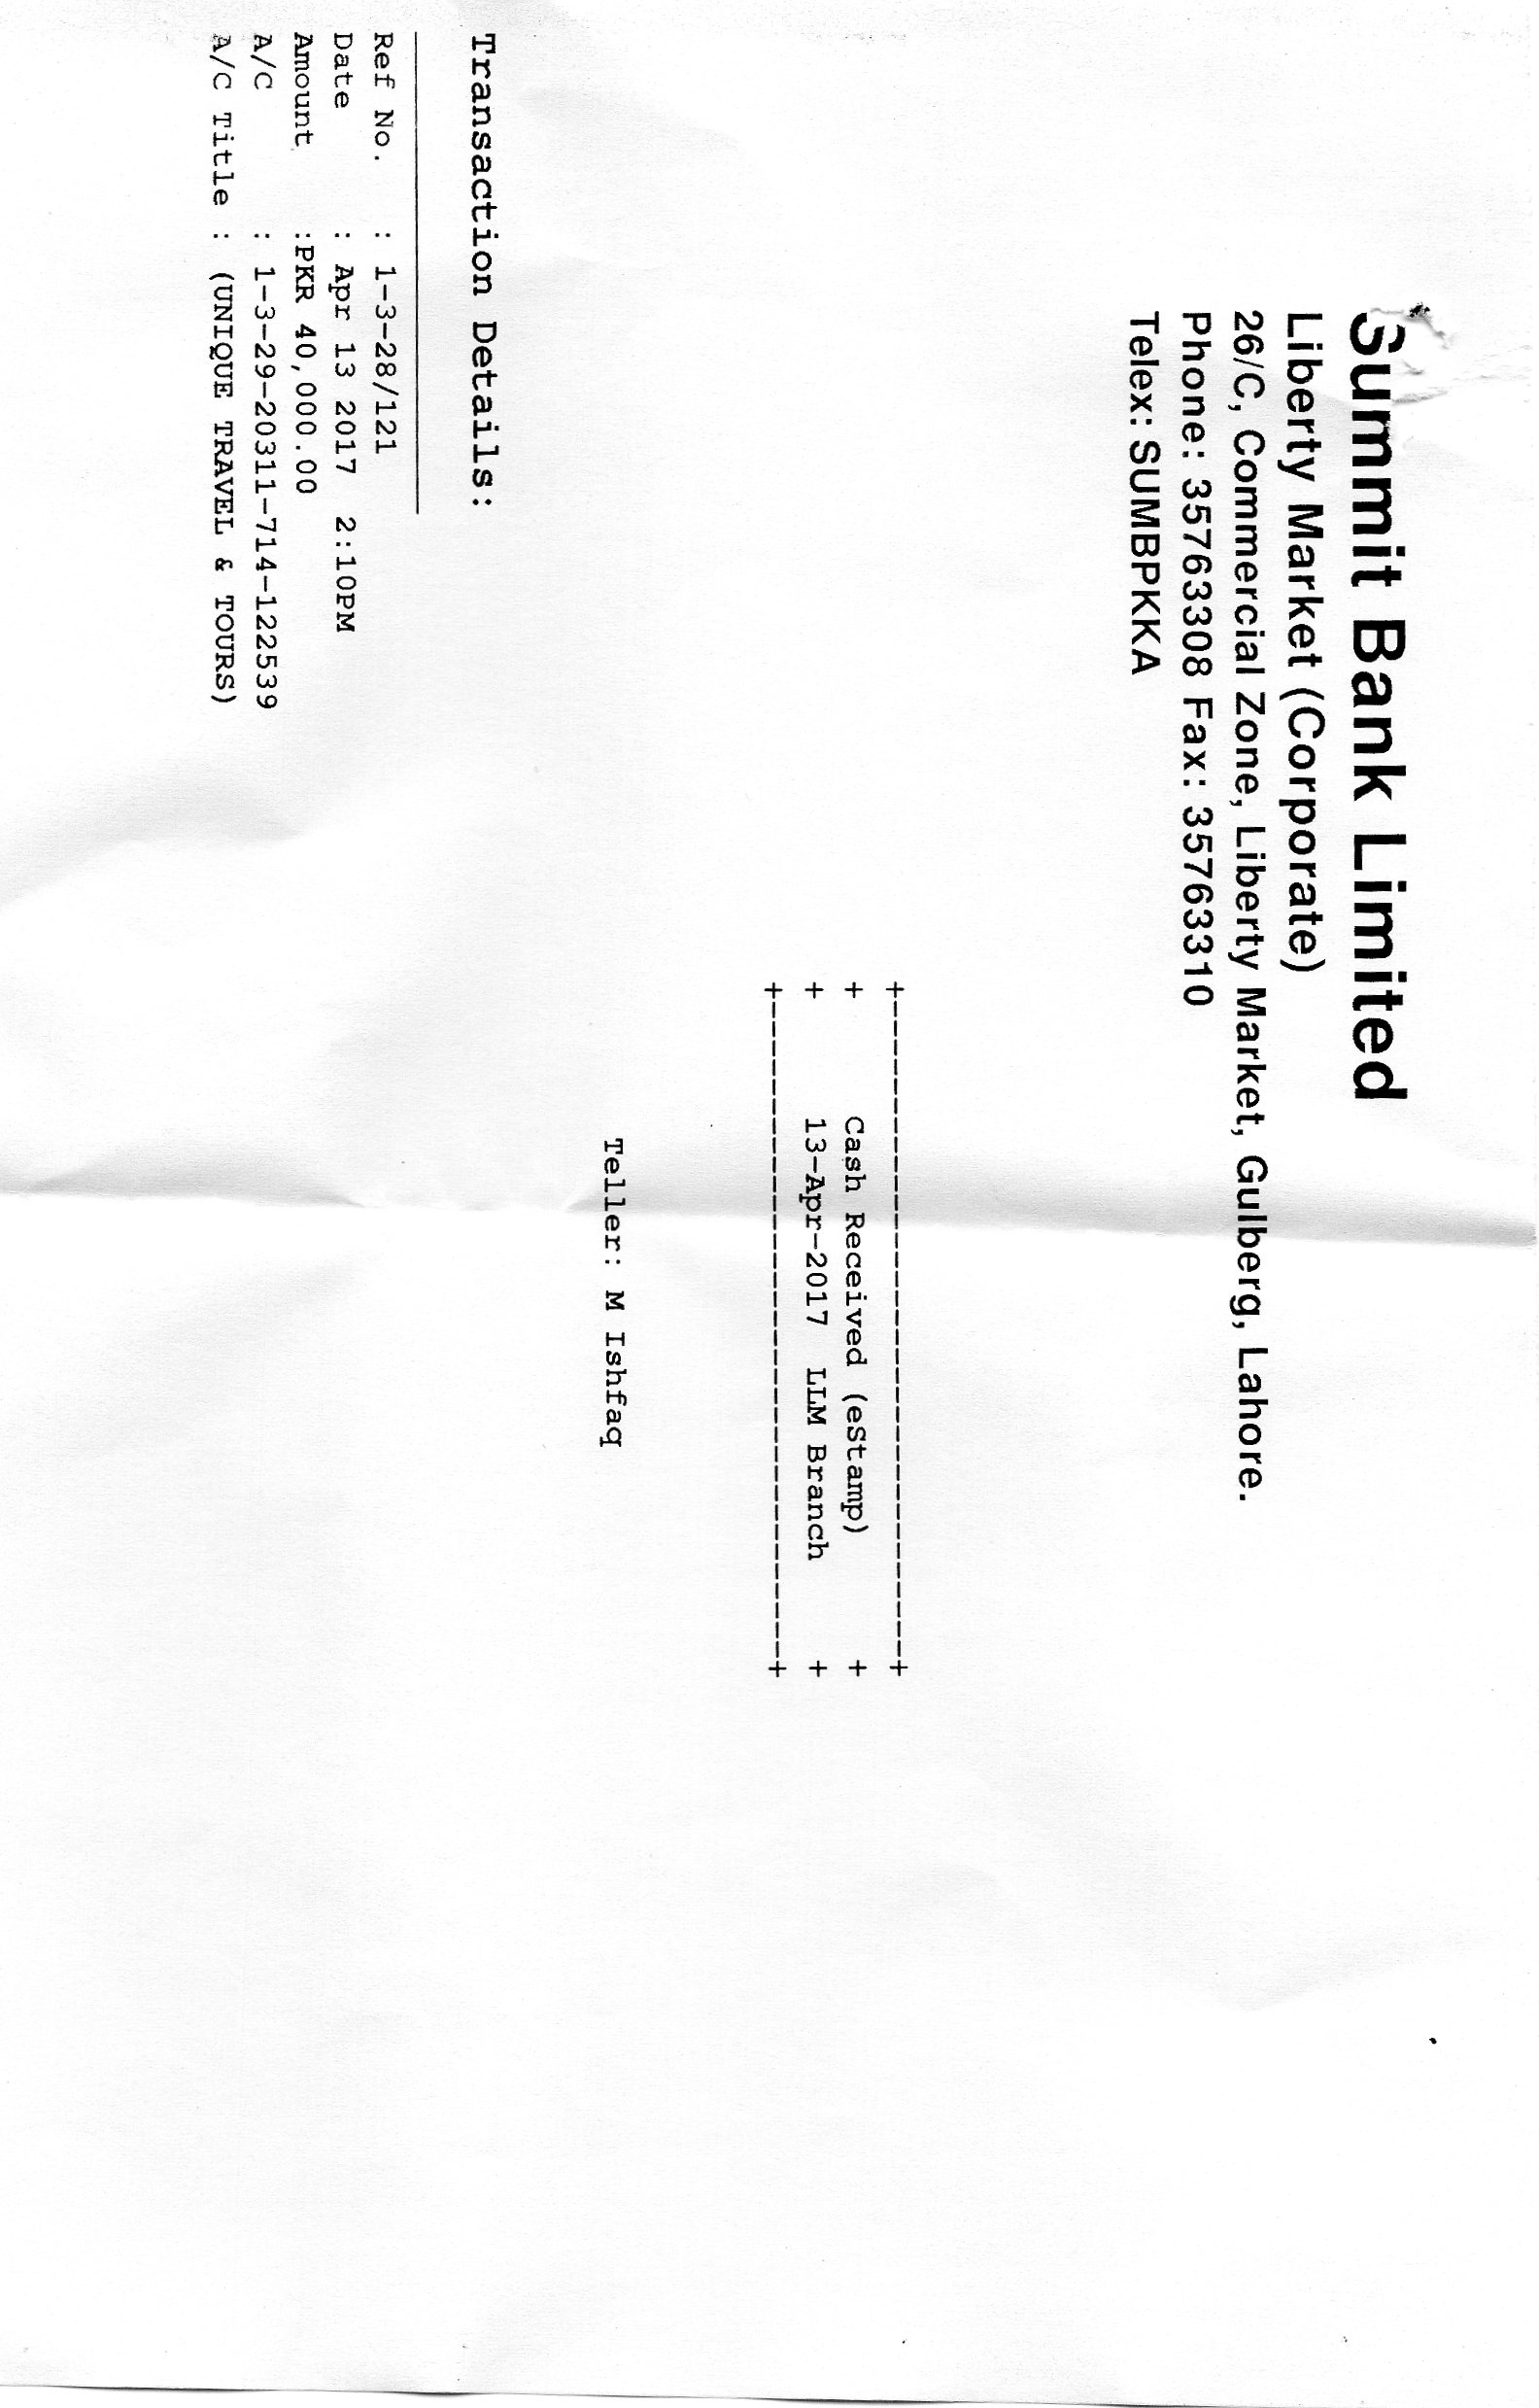 Summit Bank Limited
Liberty Market (Corporate)
26/C, Commercial Zone, Liberty Market, Gulberg, Lahore.
Phone: 35763308 Fax: 35763310
Telex: SUMBPKKA
+----------------------------------------------+
+ Cash Received (eStamp) +
+ 13-Apr-2017 LLM Branch +
+----------------------------------------------+
Teller: M Ishfaq
Transaction Details:
Ref No. : 1-3-28/121
Date : Apr 13 2017 2:10PM
Amount :PKR 40,000.00
A/C : 1-3-29-20311-714-122539
A/C Title : (UNIQUE TRAVEL & TOURS)